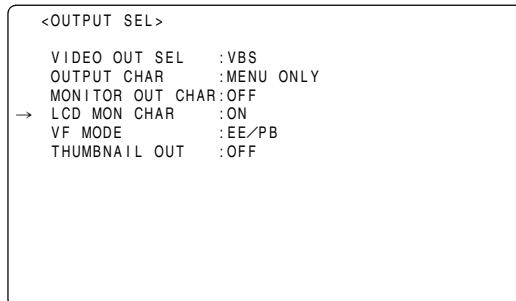 <OUTPUT SEL>
VIDEO OUT SEL :VBS
OUTPUT CHAR :MENU ONLY
MONITOR OUT CHAR:OFF
→ LCD MON CHAR :ON
VF MODE :EE/PB
THUMBNAIL OUT :OFF